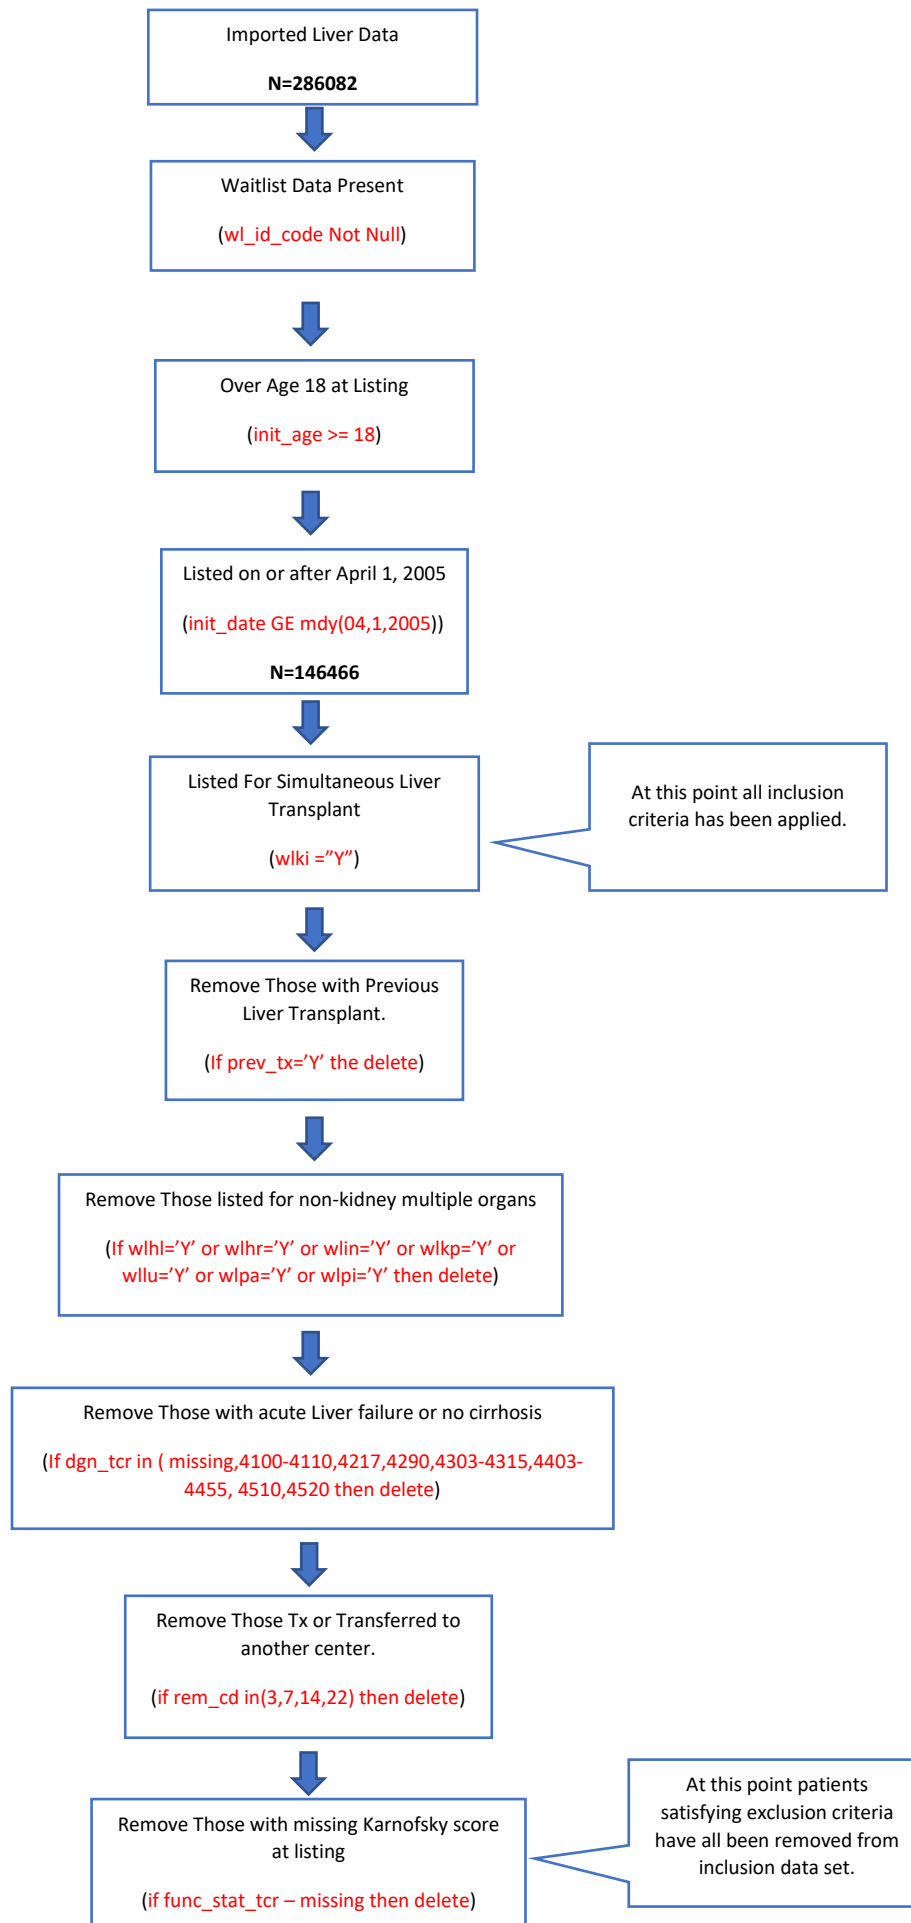 Imported Liver Data
N=286082
Waitlist Data Present
(wl_id_code Not Null)
Over Age 18 at Listing
(init_age >= 18)
Listed on or after April 1, 2005
(init_date GE mdy(04,1,2005))
N=146466
Listed For Simultaneous Liver
Transplant
(wlki =”Y”)
At this point all inclusion
criteria has been applied.
Remove Those with Previous
Liver Transplant.
(If prev_tx=’Y’ the delete)
Remove Those listed for non-kidney multiple organs
(If wlhl=’Y’ or wlhr=’Y’ or wlin=’Y’ or wlkp=’Y’ or
wllu=’Y’ or wlpa=’Y’ or wlpi=’Y’ then delete)
Remove Those with acute Liver failure or no cirrhosis
(If dgn_tcr in ( missing,4100-4110,4217,4290,4303-4315,4403-
4455, 4510,4520 then delete)
Remove Those Tx or Transferred to
another center.
(if rem_cd in(3,7,14,22) then delete)
Remove Those with missing Karnofsky score
at listing
(if func_stat_tcr – missing then delete)
At this point patients
satisfying exclusion criteria
have all been removed from
inclusion data set.